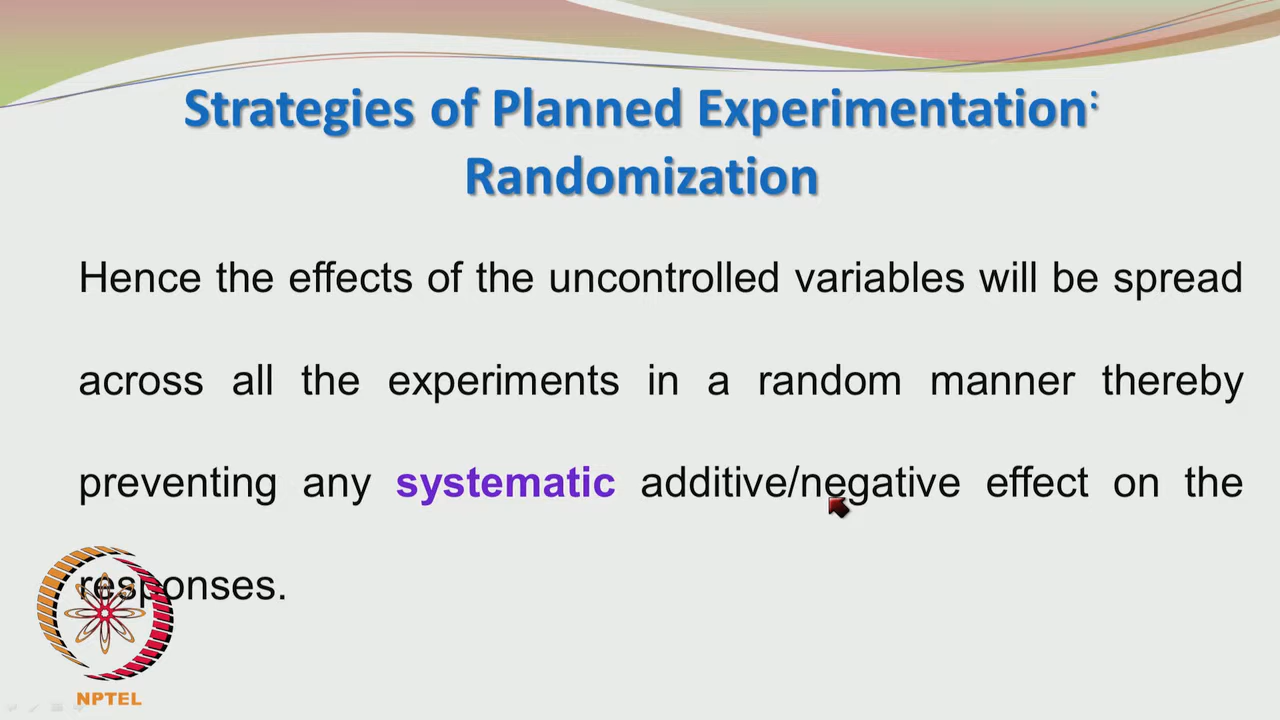 Strategies of Planned Experimentation:
Randomization
Hence the effects of the uncontrolled variables will be spread
across all the experiments in a random manner thereby
preventing any systematic additive/negative effect on the
responses.
NPTEL